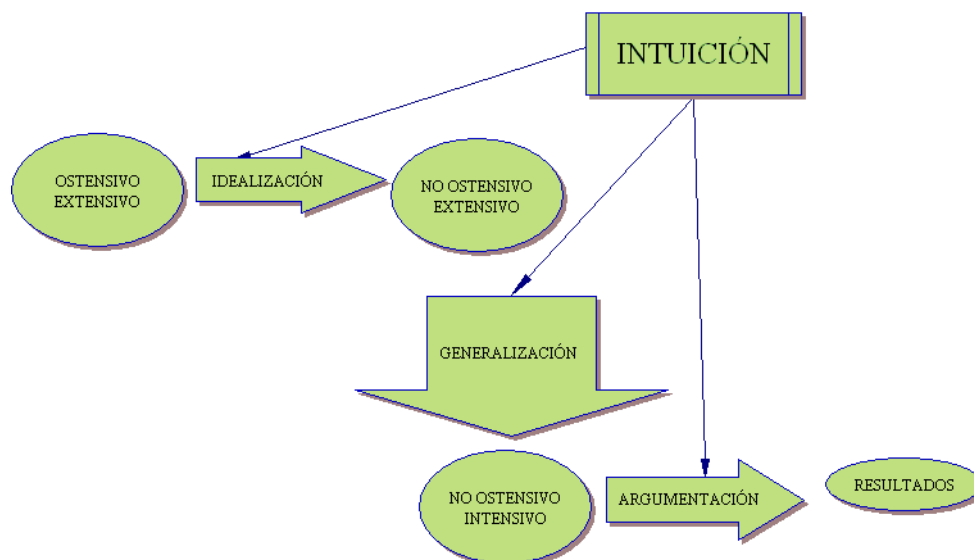 INTUICIÓN
OSTENSIVO
EXTENSIVO
IDEALIZACIÓN
NO OSTENSIVO
EXTENSIVO
GENERALIZACIÓN
NO OSTENSIVO
INTENSIVO
ARGUMENTACIÓN
RESULTADOS